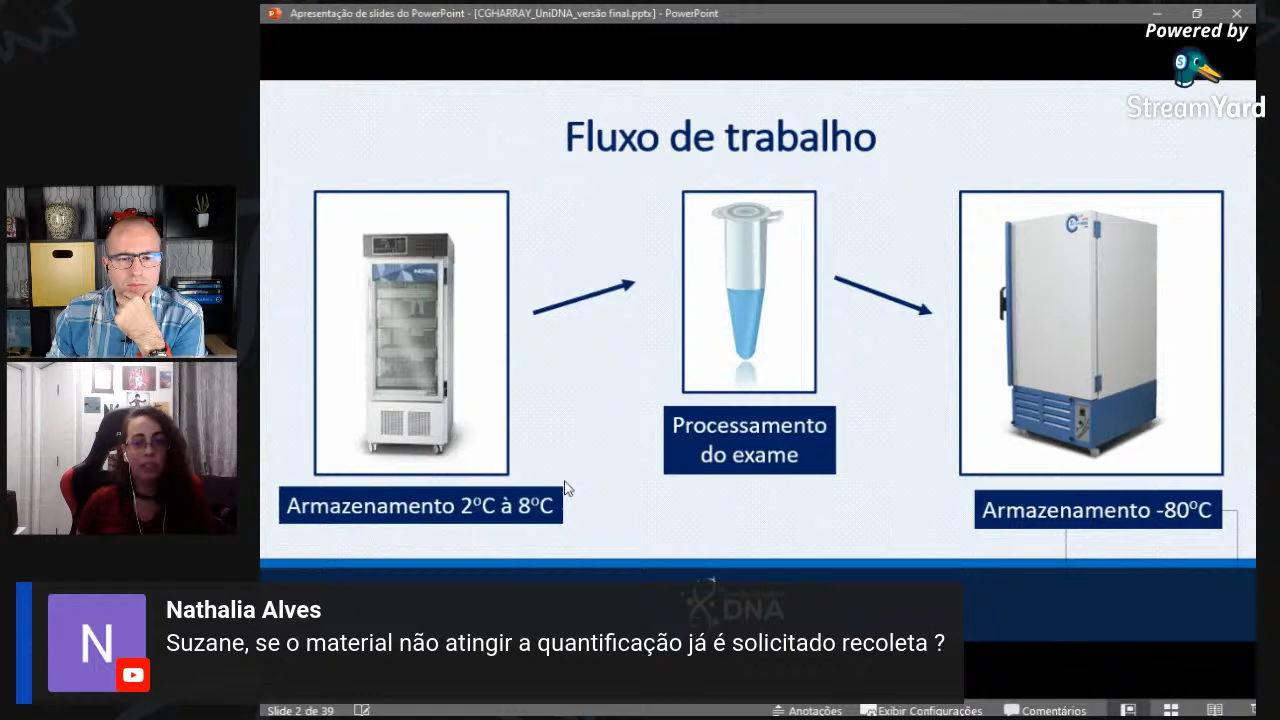 Apresentação de slides do PowerPoint - [CGHARRAY_UniDNA_versão final.pptx] - PowerPoint
Powered by
StreamYard
Fluxo de trabalho
Processamento
do exame
Armazenamento 2ºC à 8ºC
Armazenamento -80ºC
DNA
N
Nathalia Alves
Suzane, se o material não atingir a quantificação já é solicitado recoleta ?
Slide 2 de 39
Anotações
Exibir Configurações
Comentários